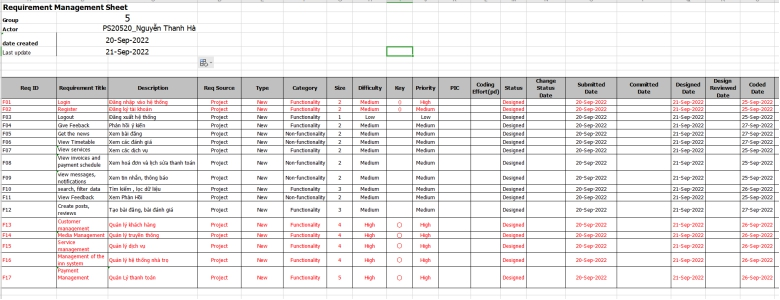 Requirement Management Sheet
Group 5
Actor PS20520_Nguyễn Thanh Hà
date created 20-Sep-2022
Last update 21-Sep-2022
Req ID Requirement Title Description Req Source Type Category Size Difficulty Key Priority PIC Coding Effort(pd) Status Change Status Date Submitted Date Committed Date Designed Date Design Reviewed Date Coded Date
F01 Login Đăng nhập vào hệ thống Project New Functionality 2 Medium High Designed 20-Sep-2022 21-Sep-2022 25-Sep-2022
F02 Register Đăng ký tài khoản Project New Functionality 2 Medium Medium Designed 20-Sep-2022 21-Sep-2022 25-Sep-2022
F03 Logout Đăng xuất hệ thống Project New Functionality 1 Low Low Designed 20-Sep-2022 21-Sep-2022 25-Sep-2022
F04 Give Feeback Phản hồi ý kiến Project New Functionality 2 Medium Medium Designed 20-Sep-2022 21-Sep-2022 27-Sep-2022
F05 Get the news Xem bài đăng Project New Non-functionality 2 Medium Medium Designed 20-Sep-2022 21-Sep-2022 27-Sep-2022
F06 View Timetable Xem các đánh giá Project New Non-functionality 2 Medium Medium Designed 20-Sep-2022 21-Sep-2022 25-Sep-2022
F07 View services Xem các dịch vụ Project New Functionality 2 Medium Medium Designed 20-Sep-2022 21-Sep-2022 25-Sep-2022
F08 View invoices and payment schedule Xem hoá đơn và lịch sửa thanh toán Project New Non-functionality 2 Medium Medium Designed 20-Sep-2022 21-Sep-2022 27-Sep-2022
F09 View messages, notifications Xem tin nhắn, thông báo Project New Non-functionality 2 Medium Medium Designed 20-Sep-2022 21-Sep-2022 25-Sep-2022
F10 search, filter data Tìm kiếm , lọc dữ liệu Project New Functionality 3 Medium Medium Designed 20-Sep-2022 21-Sep-2022 26-Sep-2022
F11 View Feedback Xem Phản Hồi Project New Non-functionality 2 Medium Medium Designed 20-Sep-2022 21-Sep-2022 25-Sep-2022
F12 Create posts, reviews Tạo bài đăng, bài đánh giá Project New Functionality 3 Medium Medium Designed 20-Sep-2022 21-Sep-2022 27-Sep-2022
F13 Customer management Quản lý khách hàng Project New Functionality 4 High High Designed 20-Sep-2022 21-Sep-2022 25-Sep-2022
F14 Media Management Quản lý truyền thông Project New Functionality 4 High High Designed 20-Sep-2022 21-Sep-2022 26-Sep-2022
F15 Service management Quản lý dịch vụ Project New Functionality 4 High High Designed 20-Sep-2022 21-Sep-2022 26-Sep-2022
F16 Management of the inn system Quản lý hệ thống nhà trọ Project New Functionality 4 High High Designed 20-Sep-2022 21-Sep-2022 26-Sep-2022
F17 Payment Management Quản Lý thanh toán Project New Functionality 5 High High Designed 20-Sep-2022 21-Sep-2022 26-Sep-2022